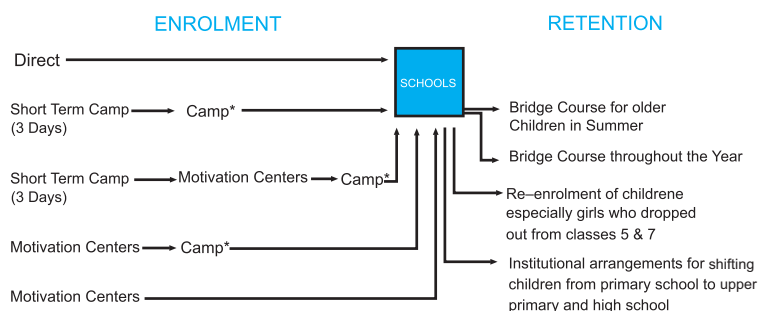 ENROLMENT
RETENTION
Direct
SCHOOLS
Short Term Camp
(3 Days)
Camp*
Bridge Course for older
Children in Summer
Bridge Course throughout the Year
Short Term Camp
(3 Days)
Motivation Centers
Camp*
Re–enrolment of childrene
especially girls who dropped
out from classes 5 & 7
Motivation Centers
Camp*
Institutional arrangements for shifting
children from primary school to upper
primary and high school
Motivation Centers